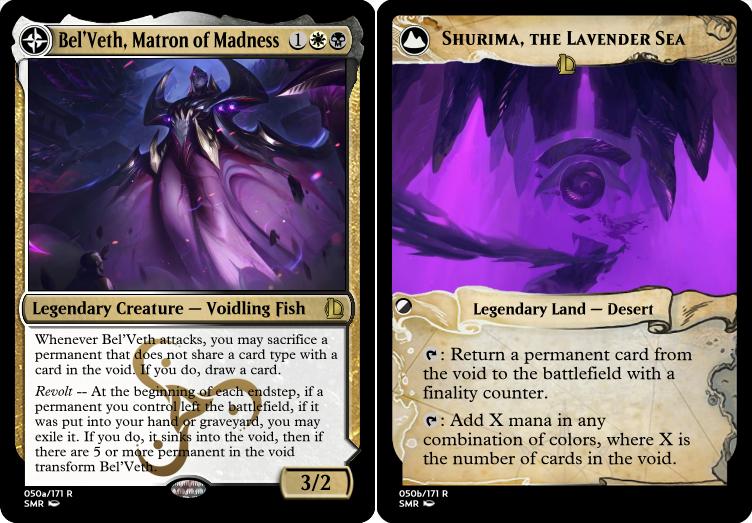 Bel'Veth, Matron of Madness 1
Legendary Creature — Voidling Fish
Whenever Bel'Veth attacks, you may sacrifice a
permanent that does not share a card type with a
card in the void. If you do, draw a card.
Revolt -- At the beginning of each endstep, if a
permanent you control left the battlefield, if it
was put into your hand or graveyard, you may
exile it. If you do, it sinks into the void, then if
there are 5 or more permanent in the void
transform Bel'Veth.
3/2
050a/171 R
SMR
Shurima, the Lavender Sea
Legendary Land — Desert
: Return a permanent card from
the void to the battlefield with a
finality counter.
: Add X mana in any
combination of colors, where X is
the number of cards in the void.
050b/171 R
SMR